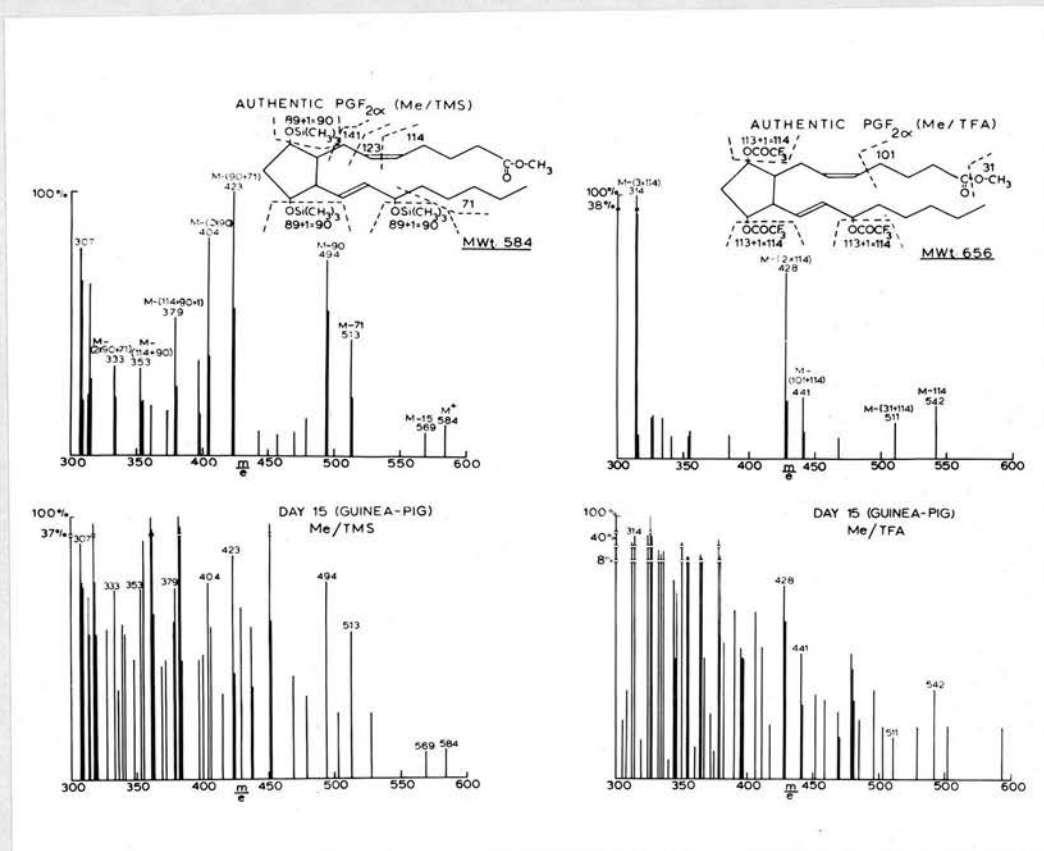 AUTHENTIC PGF2α (Me/TMS)
89+1=90
OSi(CH3)3
141
123
114
C-O-CH3
O
71
OSi(CH3)3
89+1=90
OSi(CH3)3
89+1=90
MWt. 584
100%
307
M-(2x90+71)
333
M-(114+90)
353
M-(114+90+1)
379
M-(2x90)
404
M-(90+71)
423
M-90
494
M-71
513
M-15
569
M+
584
300 350 400 450 500 550 600
m/e
AUTHENTIC PGF2α (Me/TFA)
113+1=114
OCOCF3
101
31
C-O-CH3
O
OCOCF3
113+1=114
OCOCF3
113+1=114
MWt. 656
100%
38%
M-(3x114)
314
M-(2x114)
428
M-(101+114)
441
M-(31+114)
511
M-114
542
300 350 400 450 500 550 600
m/e
DAY 15 (GUINEA-PIG)
Me/TMS
100%
37%
307
333
353
379
404
423
494
513
569
584
300 350 400 450 500 550 600
m/e
DAY 15 (GUINEA-PIG)
Me/TFA
100%
40%
8%
314
428
441
511
542
300 350 400 450 500 550 600
m/e